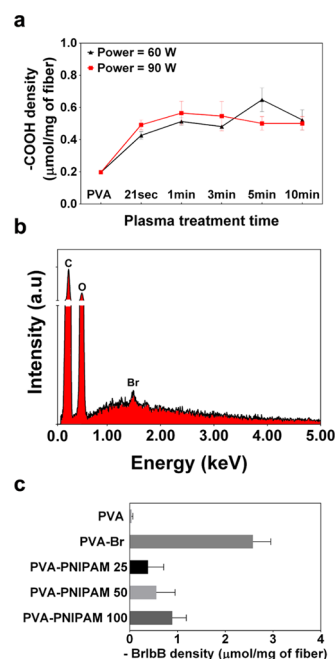 a
Power = 60 W
Power = 90 W
-COOH density
(μmol/mg of fiber)
1.0
0.8
0.6
0.4
0.2
0.0
PVA 21sec 1min 3min 5min 10min
Plasma treatment time
b
Intensity (a.u)
C
O
Br
0.0 1.00 2.00 3.00 4.00 5.00
Energy (keV)
c
PVA
PVA-Br
PVA-PNIPAM 25
PVA-PNIPAM 50
PVA-PNIPAM 100
0 1 2 3 4
- BrIbB density (μmol/mg of fiber)